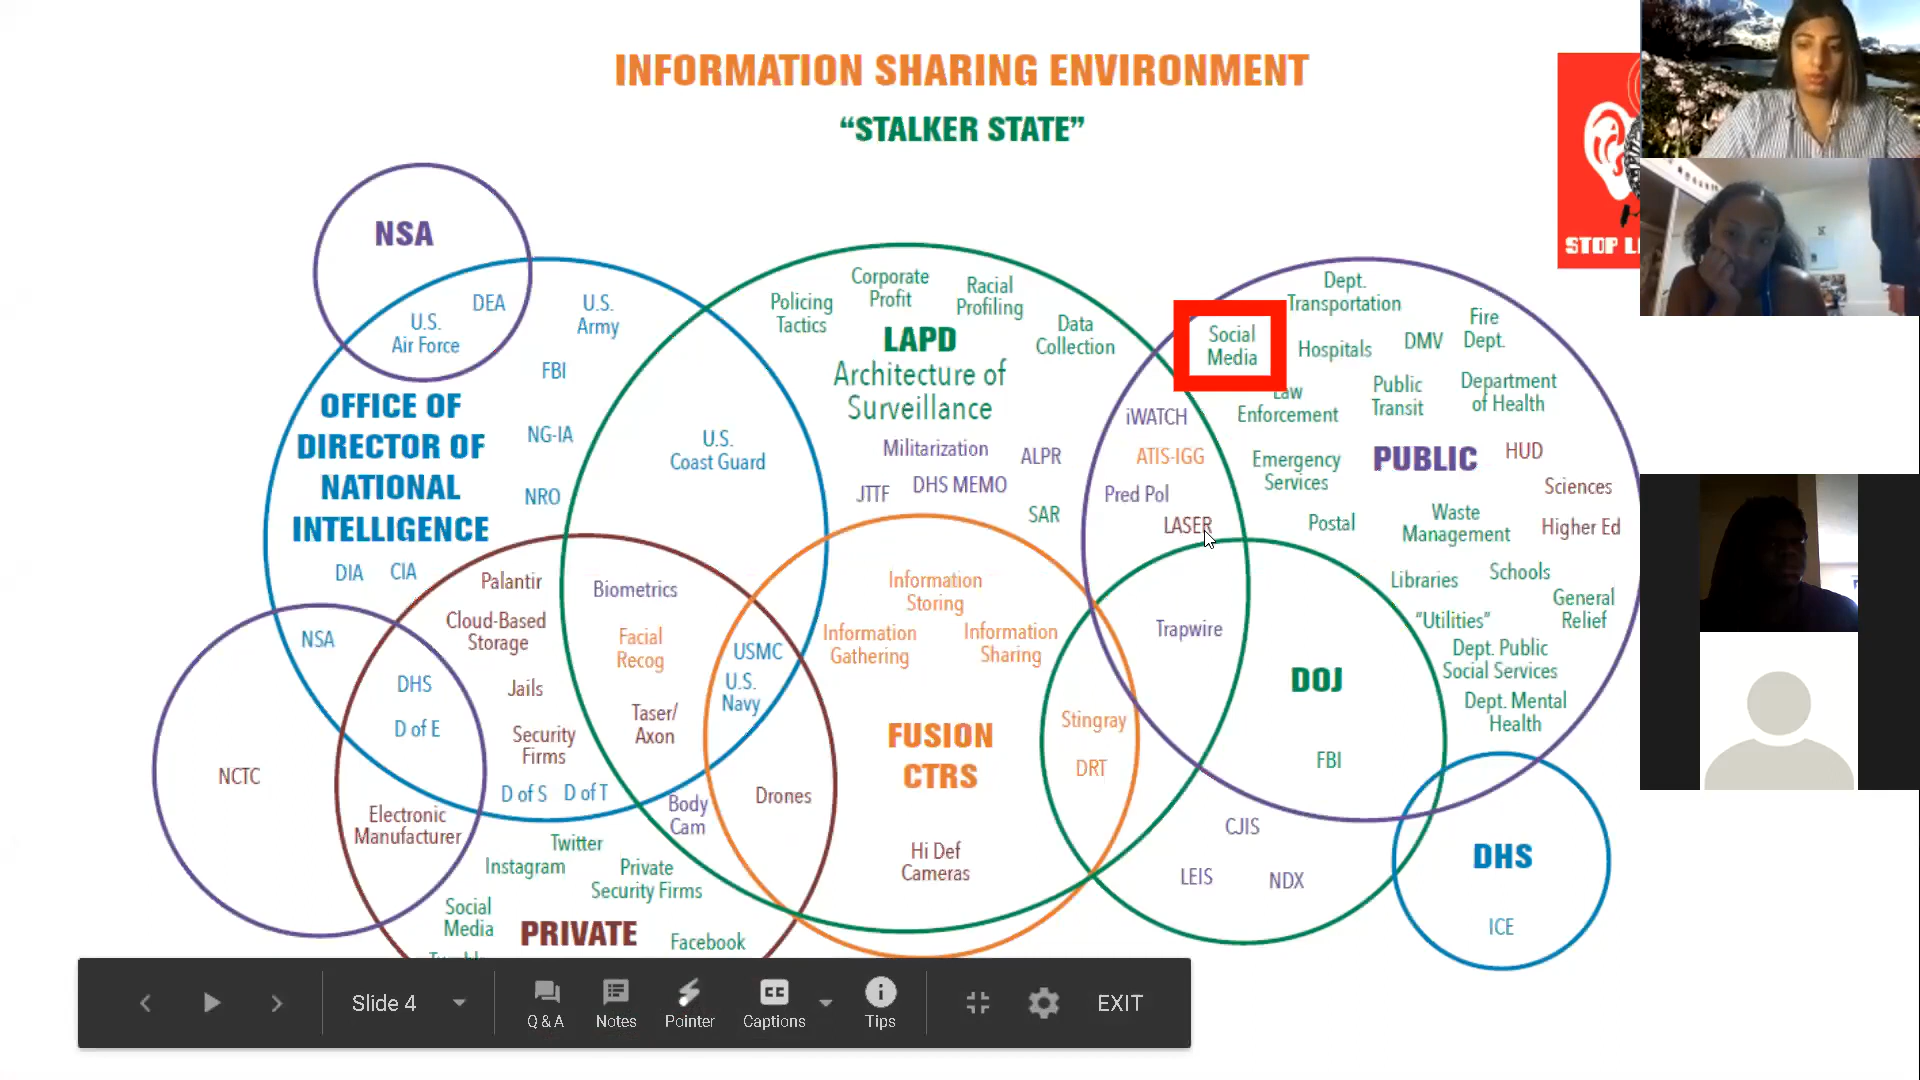 INFORMATION SHARING ENVIRONMENT
“STALKER STATE”
STOP
NSA
DEA
U.S.
Air Force
U.S.
Army
FBI
NG-IA
NRO
OFFICE OF
DIRECTOR OF
NATIONAL
INTELLIGENCE
DIA
CIA
NSA
DHS
D of E
NCTC
Electronic
Manufacturer
Palantir
Cloud-Based
Storage
Jails
Security
Firms
D of S
D of T
Biometrics
Facial
Recog
Taser/
Axon
USMC
U.S.
Navy
Body
Cam
Drones
Twitter
Instagram
Private
Security Firms
Social
Media
PRIVATE
Facebook
U.S.
Coast Guard
Policing
Tactics
Corporate
Profit
Racial
Profiling
Data
Collection
LAPD
Architecture of
Surveillance
Militarization
ALPR
JTTF
DHS MEMO
SAR
Information
Storing
Information
Gathering
Information
Sharing
FUSION
CTRS
Hi Def
Cameras
Stingray
DRT
iWATCH
ATIS-IGG
Pred Pol
LASER
Trapwire
DOJ
FBI
CJIS
LEIS
NDX
DHS
ICE
Social
Media
Dept.
Transportation
Hospitals
DMV
Fire
Dept.
Law
Enforcement
Public
Transit
Department
of Health
Emergency
Services
PUBLIC
HUD
Sciences
Postal
Waste
Management
Higher Ed
Libraries
Schools
“Utilities”
General
Relief
Dept. Public
Social Services
Dept. Mental
Health
Slide 4
Q & A
Notes
Pointer
CC
Captions
Tips
EXIT